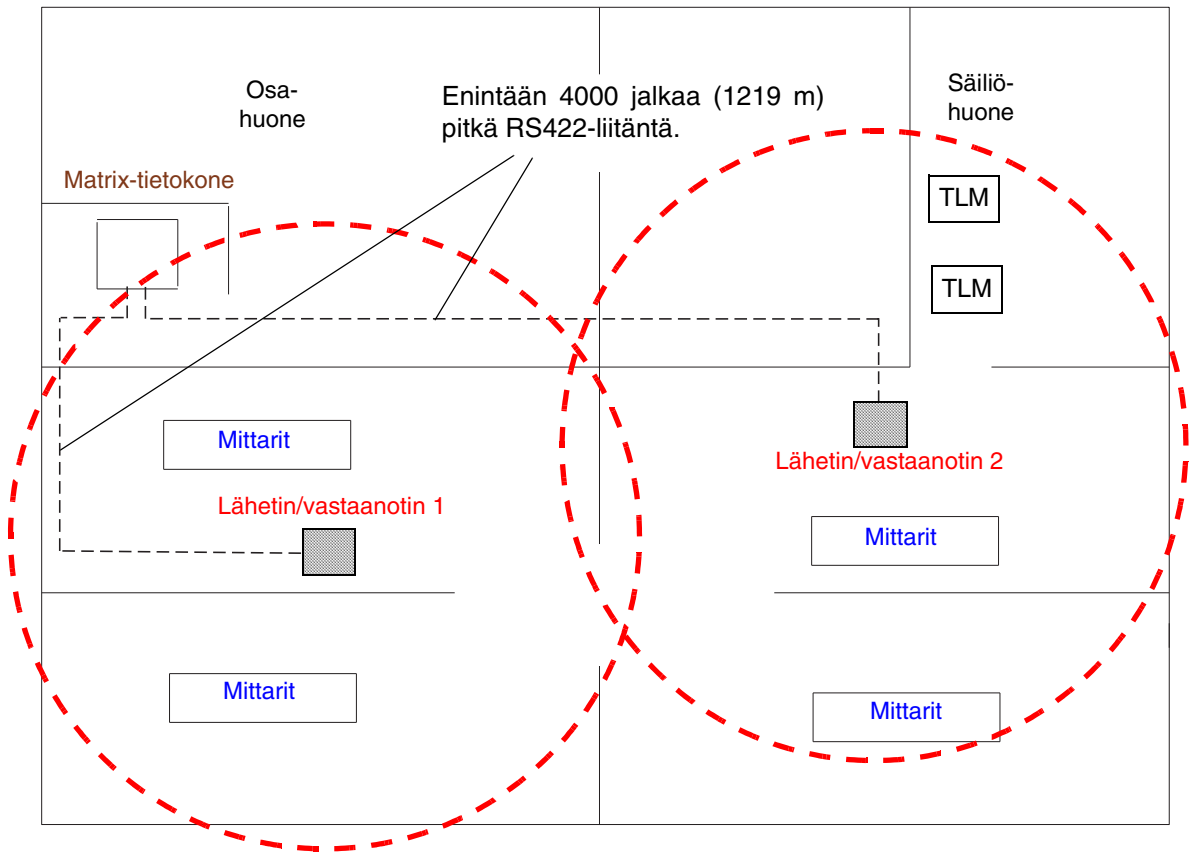 Osa-
huone
Enintään 4000 jalkaa (1219 m)
pitkä RS422-liitäntä.
Säiliö-
huone
Matrix-tietokone
TLM
TLM
Mittarit
Lähetin/vastaanotin 2
Lähetin/vastaanotin 1
Mittarit
Mittarit
Mittarit